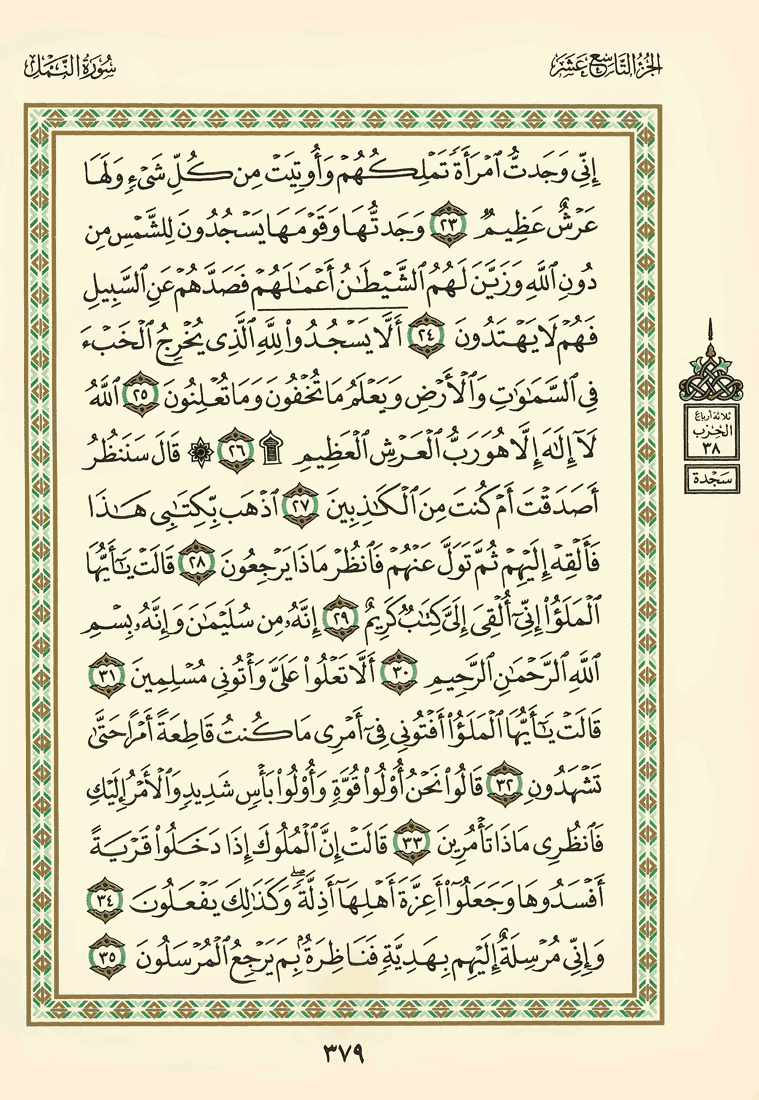 الجزء التاسع عشر
سورة النمل
إِنِّي وَجَدتُّ ٱمْرَأَةً تَمْلِكُهُمْ وَأُوتِيَتْ مِن كُلِّ شَىْءٍ وَلَهَا
عَرْشٌ عَظِيمٌ ٢٣ وَجَدتُّهَا وَقَوْمَهَا يَسْجُدُونَ لِلشَّمْسِ مِن
دُونِ ٱللَّهِ وَزَيَّنَ لَهُمُ ٱلشَّيْطَـٰنُ أَعْمَـٰلَهُمْ فَصَدَّهُمْ عَنِ ٱلسَّبِيلِ
فَهُمْ لَا يَهْتَدُونَ ٢٤ أَلَّا يَسْجُدُوا۟ لِلَّهِ ٱلَّذِى يُخْرِجُ ٱلْخَبْءَ
فِى ٱلسَّمَـٰوَٰتِ وَٱلْأَرْضِ وَيَعْلَمُ مَا تُخْفُونَ وَمَا تُعْلِنُونَ ٢٥ ٱللَّهُ
لَآ إِلَـٰهَ إِلَّا هُوَ رَبُّ ٱلْعَرْشِ ٱلْعَظِيمِ ۩ ٢٦ ۞ قَالَ سَنَنظُرُ
أَصَدَقْتَ أَمْ كُنتَ مِنَ ٱلْكَـٰذِبِينَ ٢٧ ٱذْهَب بِّكِتَـٰبِى هَـٰذَا
فَأَلْقِهْ إِلَيْهِمْ ثُمَّ تَوَلَّ عَنْهُمْ فَٱنظُرْ مَاذَا يَرْجِعُونَ ٢٨ قَالَتْ يَـٰٓأَيُّهَا
ٱلْمَلَؤُا۟ إِنِّىٓ أُلْقِىَ إِلَىَّ كِتَـٰبٌ كَرِيمٌ ٢٩ إِنَّهُۥ مِن سُلَيْمَـٰنَ وَإِنَّهُۥ بِسْمِ
ٱللَّهِ ٱلرَّحْمَـٰنِ ٱلرَّحِيمِ ٣٠ أَلَّا تَعْلُوا۟ عَلَىَّ وَأْتُونِى مُسْلِمِينَ ٣١
قَالَتْ يَـٰٓأَيُّهَا ٱلْمَلَؤُا۟ أَفْتُونِى فِىٓ أَمْرِى مَا كُنتُ قَاطِعَةً أَمْرًا حَتَّىٰ
تَشْهَدُونِ ٣٢ قَالُوا۟ نَحْنُ أُو۟لُوا۟ قُوَّةٍ وَأُو۟لُوا۟ بَأْسٍ شَدِيدٍ وَٱلْأَمْرُ إِلَيْكِ
فَٱنظُرِى مَاذَا تَأْمُرِينَ ٣٣ قَالَتْ إِنَّ ٱلْمُلُوكَ إِذَا دَخَلُوا۟ قَرْيَةً
أَفْسَدُوهَا وَجَعَلُوٓا۟ أَعِزَّةَ أَهْلِهَآ أَذِلَّةً ۖ وَكَذَٰلِكَ يَفْعَلُونَ ٣٤
وَإِنِّى مُرْسِلَةٌ إِلَيْهِم بِهَدِيَّةٍ فَنَاظِرَةٌۢ بِمَ يَرْجِعُ ٱلْمُرْسَلُونَ ٣٥
ثلاثة أرباع
الحزب
٣٨
سجدة
٣٧٩